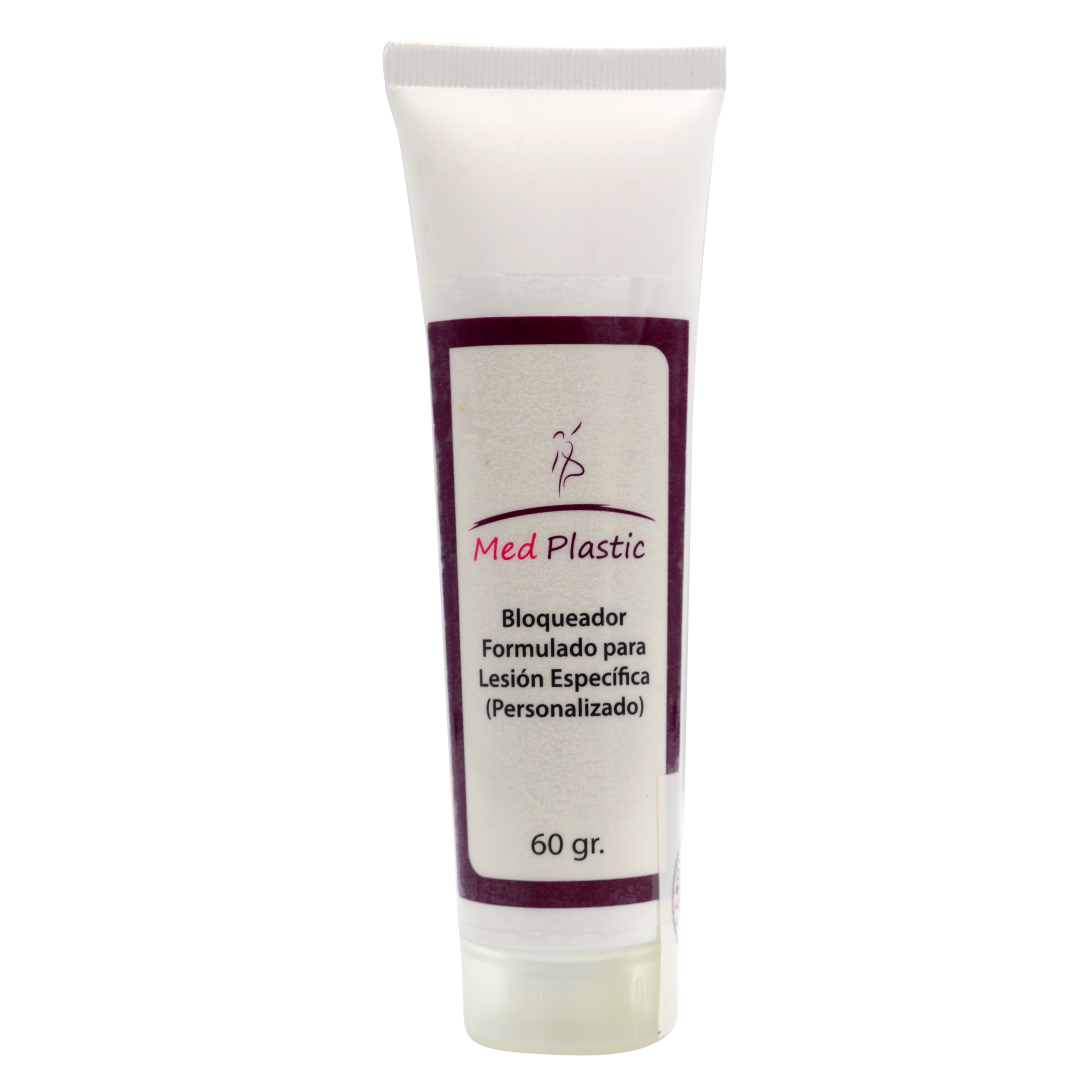 Med Plastic
Bloqueador
Formulado para
Lesión Específica
(Personalizado)
60 gr.